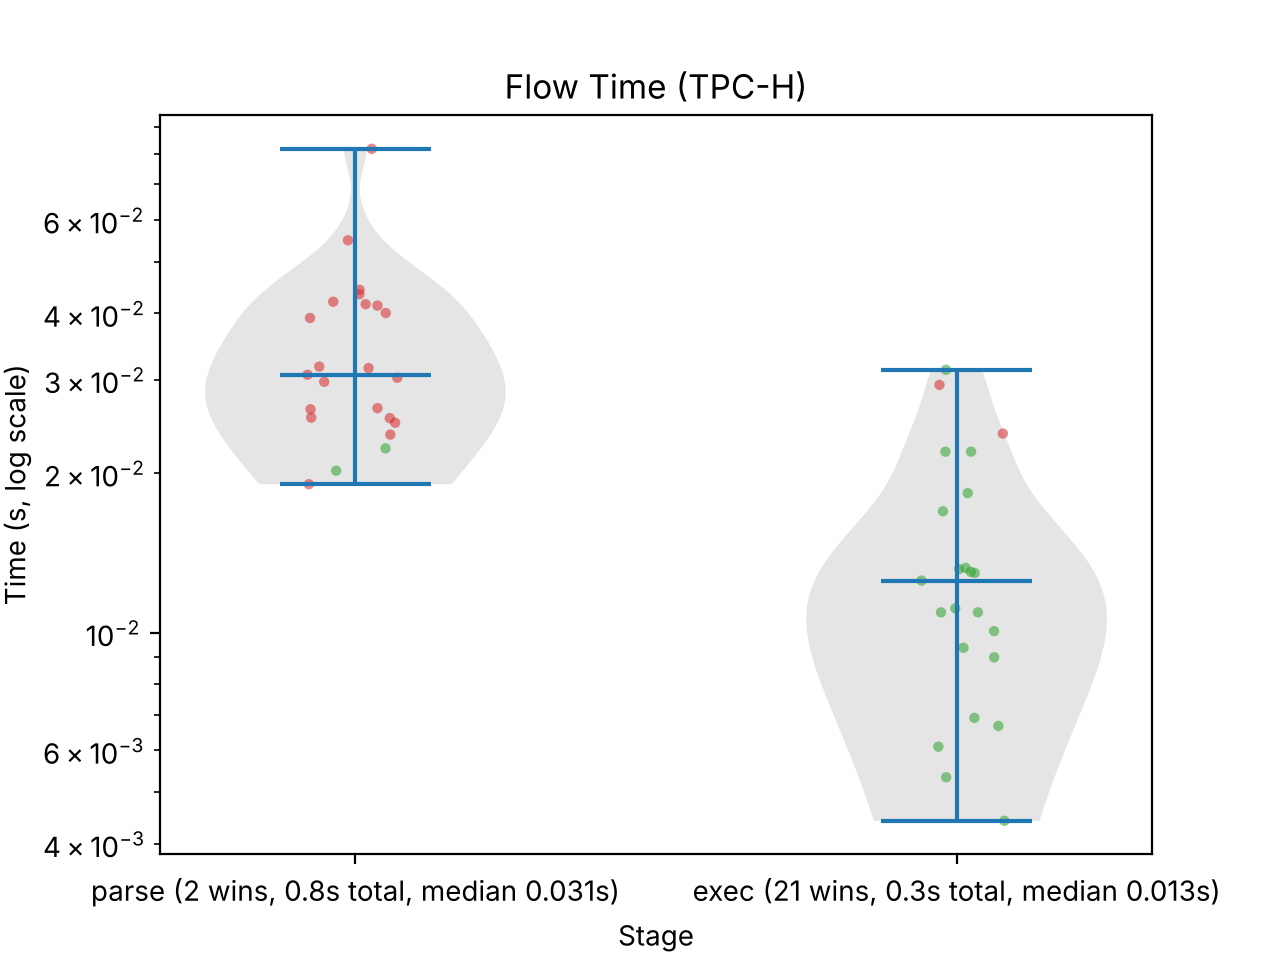 Flow Time (TPC-H)
Time (s, log scale)
6 × 10⁻²
4 × 10⁻²
3 × 10⁻²
2 × 10⁻²
10⁻²
6 × 10⁻³
4 × 10⁻³
parse (2 wins, 0.8s total, median 0.031s)
exec (21 wins, 0.3s total, median 0.013s)
Stage